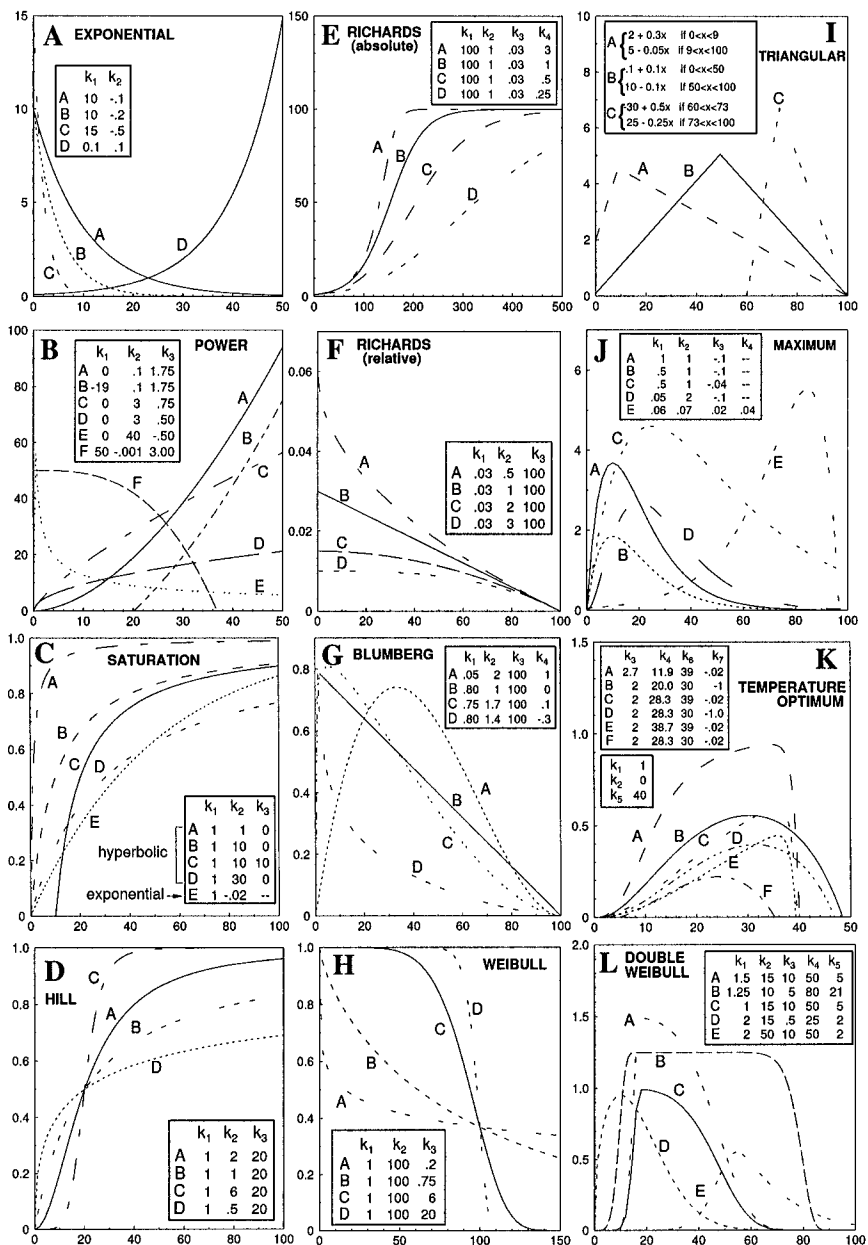 A EXPONENTIAL
k1 k2
A 10 -.1
B 10 -.2
C 15 -.5
D 0.1 .1
15
10
5
0
A
B
C
D
0 10 20 30 40 50
B POWER
k1 k2 k3
A 0 .1 1.75
B -19 .1 1.75
C 0 3 .75
D 0 3 .50
E 0 40 -.50
F 50 -.001 3.00
100
80
60
40
20
0
A
B
C
F
D
E
0 10 20 30 40 50
C SATURATION
k1 k2 k3
hyperbolic
A 1 1 0
B 1 10 0
C 1 10 10
D 1 30 0
exponential E 1 -.02 --
1.0
0.8
0.6
0.4
0.2
0
A
B
C
D
E
0 20 40 60 80 100
D HILL
k1 k2 k3
A 1 2 20
B 1 1 20
C 1 6 20
D 1 .5 20
1.0
0.8
0.6
0.4
0.2
0
C
A
B
D
0 20 40 60 80 100
E RICHARDS
(absolute)
k1 k2 k3 k4
A 100 1 .03 3
B 100 1 .03 1
C 100 1 .03 .5
D 100 1 .03 .25
150
100
50
0
A
B
C
D
0 100 200 300 400 500
F RICHARDS
(relative)
k1 k2 k3
A .03 .5 100
B .03 1 100
C .03 2 100
D .03 3 100
0.06
0.04
0.02
0
A
B
C
D
0 20 40 60 80 100
G BLUMBERG
k1 k2 k3 k4
A .05 2 100 1
B .80 1 100 0
C .75 1.7 100 .1
D .80 1.4 100 -.3
0.8
0.6
0.4
0.2
0
A
B
C
D
0 20 40 60 80 100
H WEIBULL
k1 k2 k3
A 1 100 .2
B 1 100 .75
C 1 100 6
D 1 100 20
1.0
0.8
0.6
0.4
0.2
0
C
D
B
A
0 50 100 150
I TRIANGULAR
A 2 + 0.3x if 0<x<9
5 - 0.05x if 9<x<100
B .1 + 0.1x if 0<x<50
10 - 0.1x if 50<x<100
C -30 + 0.5x if 60<x<73
25 - 0.25x if 73<x<100
10
8
6
4
2
0
C
A
B
0 20 40 60 80 100
J MAXIMUM
k1 k2 k3 k4
A 1 1 -.1 --
B .5 1 -.1 --
C .5 1 -.04 --
D .05 2 -.1 --
E .06 .07 .02 .04
6
4
2
0
A
C
E
D
B
0 20 40 60 80 100
K TEMPERATURE
OPTIMUM
k3 k4 k6 k7
A 2.7 11.9 39 -.02
B 2 20.0 30 -1
C 2 28.3 39 -.02
D 2 28.3 30 -1.0
E 2 38.7 39 -.02
F 2 28.3 30 -.02
k1 1
k2 0
k5 40
1.5
1.0
0.5
0
A
B
C
D
E
F
0 10 20 30 40 50
L DOUBLE
WEIBULL
k1 k2 k3 k4 k5
A 1.5 15 10 50 5
B 1.25 10 5 80 21
C 1 15 10 50 5
D 2 15 .5 25 2
E 2 50 10 50 2
2.0
1.5
1.0
0.5
0
A
B
C
D
E
0 20 40 60 80 100